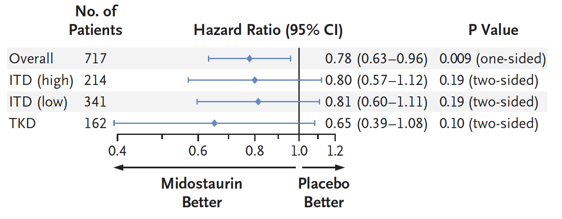 No. of
Patients Hazard Ratio (95% CI) P Value
Overall 717 0.78 (0.63–0.96) 0.009 (one-sided)
ITD (high) 214 0.80 (0.57–1.12) 0.19 (two-sided)
ITD (low) 341 0.81 (0.60–1.11) 0.19 (two-sided)
TKD 162 0.65 (0.39–1.08) 0.10 (two-sided)
0.4 0.6 0.8 1.0 1.2
Midostaurin Placebo
Better Better